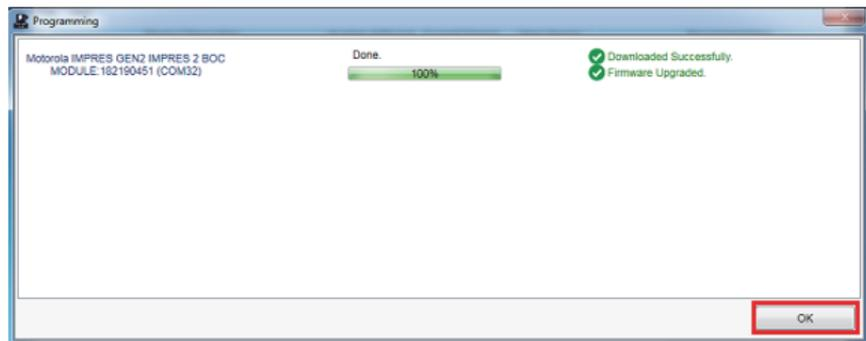 Programming
Motorola IMPRES GEN2 IMPRES 2 BOC
MODULE:182190451 (COM32)
Done.
100%
Downloaded Successfully.
Firmware Upgraded.
OK